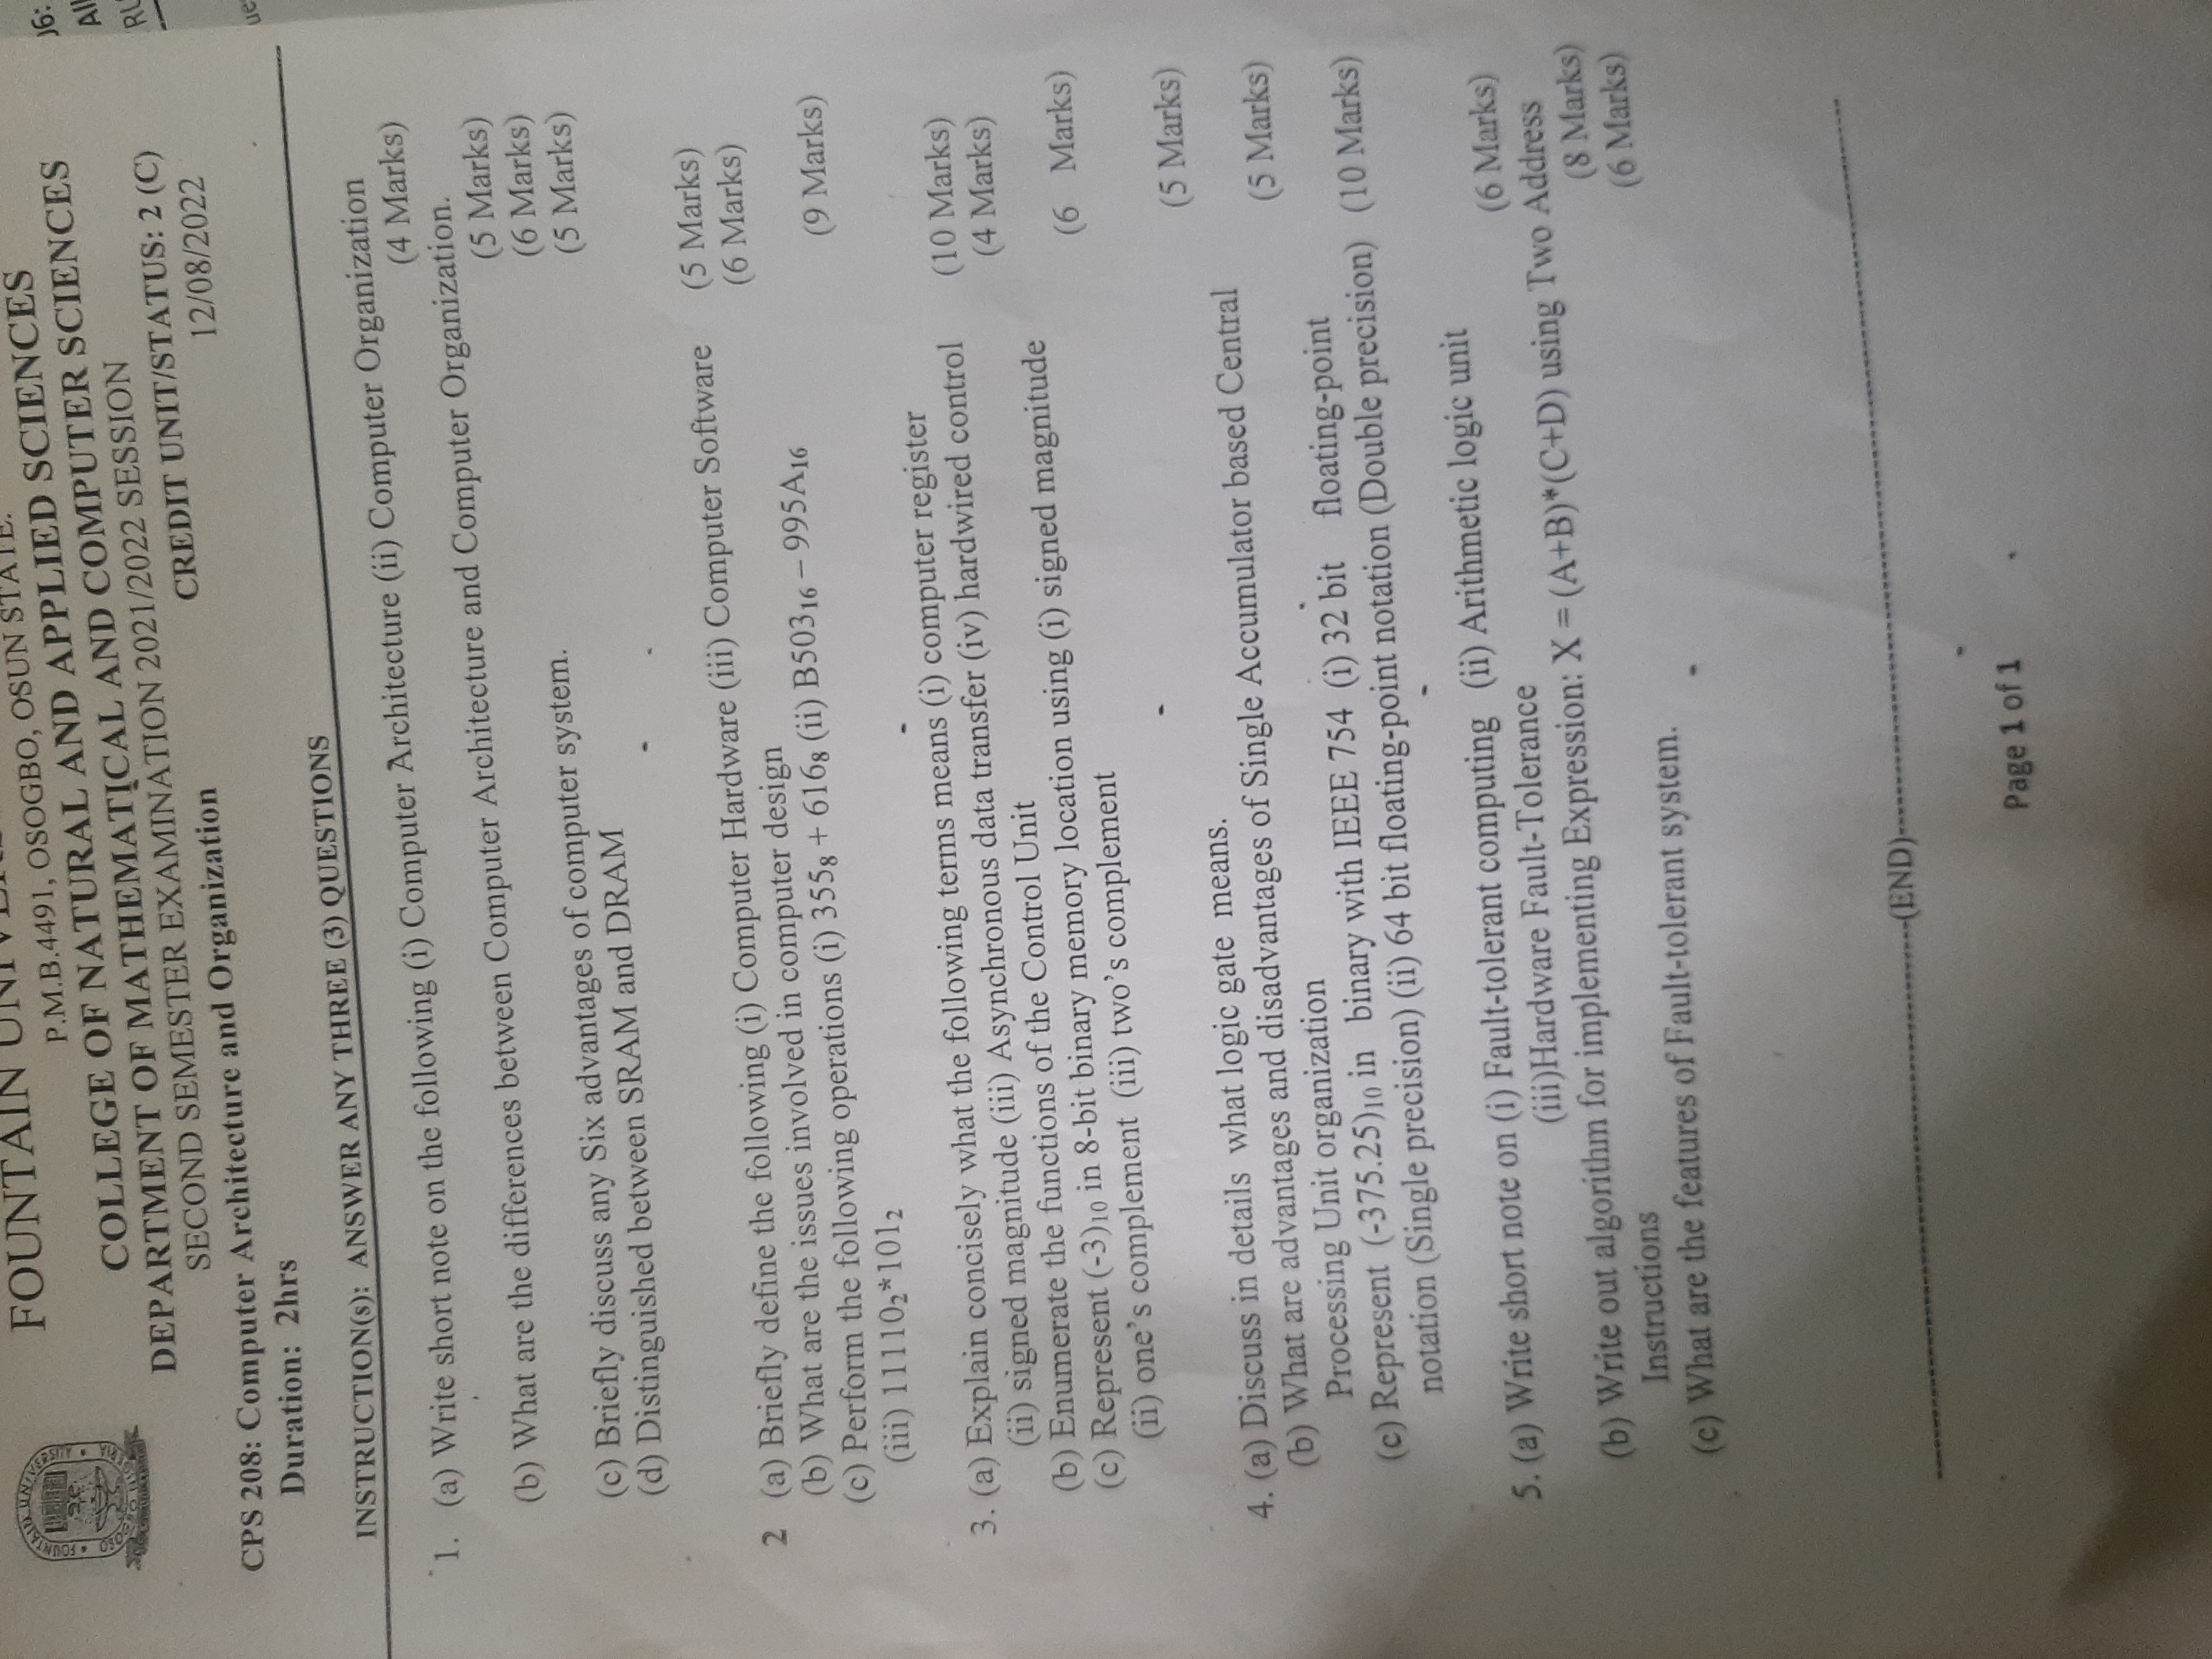 FOUNTAIN
P.M.B.4491, OSOGBO, OSUN STATE.
COLLEGE OF NATURAL AND APPLIED SCIENCES
DEPARTMENT OF MATHEMATICAL AND COMPUTER SCIENCES
SECOND SEMESTER EXAMINATION 2021/2022 SESSION
CREDIT UNIT/STATUS: 2 (C)
CPS 208: Computer Architecture and Organization
12/08/2022
Duration: 2hrs
INSTRUCTION(s): ANSWER ANY THREE (3) QUESTIONS
1. (a) Write short note on the following (i) Computer Architecture (ii) Computer Organization
(4 Marks)
(b) What are the differences between Computer Architecture and Computer Organization.
(5 Marks)
(c) Briefly discuss any Six advantages of computer system. (6 Marks)
(d) Distinguished between SRAM and DRAM (5 Marks)
2 (a) Briefly define the following (i) Computer Hardware (iii) Computer Software (5 Marks)
(b) What are the issues involved in computer design (6 Marks)
(c) Perform the following operations (i) 355₈ + 616₈ (ii) B503₁₆ – 995A₁₆
(iii) 11110₂*101₂ (9 Marks)
3. (a) Explain concisely what the following terms means (i) computer register
(ii) signed magnitude (iii) Asynchronous data transfer (iv) hardwired control (10 Marks)
(b) Enumerate the functions of the Control Unit (4 Marks)
(c) Represent (-3)₁₀ in 8-bit binary memory location using (i) signed magnitude
(ii) one's complement (iii) two's complement (6 Marks)
4. (a) Discuss in details what logic gate means. (5 Marks)
(b) What are advantages and disadvantages of Single Accumulator based Central
Processing Unit organization (5 Marks)
(c) Represent (-375.25)₁₀ in binary with IEEE 754 (i) 32 bit floating-point
notation (Single precision) (ii) 64 bit floating-point notation (Double precision) (10 Marks)
5. (a) Write short note on (i) Fault-tolerant computing (ii) Arithmetic logic unit
(iii)Hardware Fault-Tolerance (6 Marks)
(b) Write out algorithm for implementing Expression: X = (A+B)*(C+D) using Two Address
Instructions (8 Marks)
(c) What are the features of Fault-tolerant system. (6 Marks)
(END)
Page 1 of 1